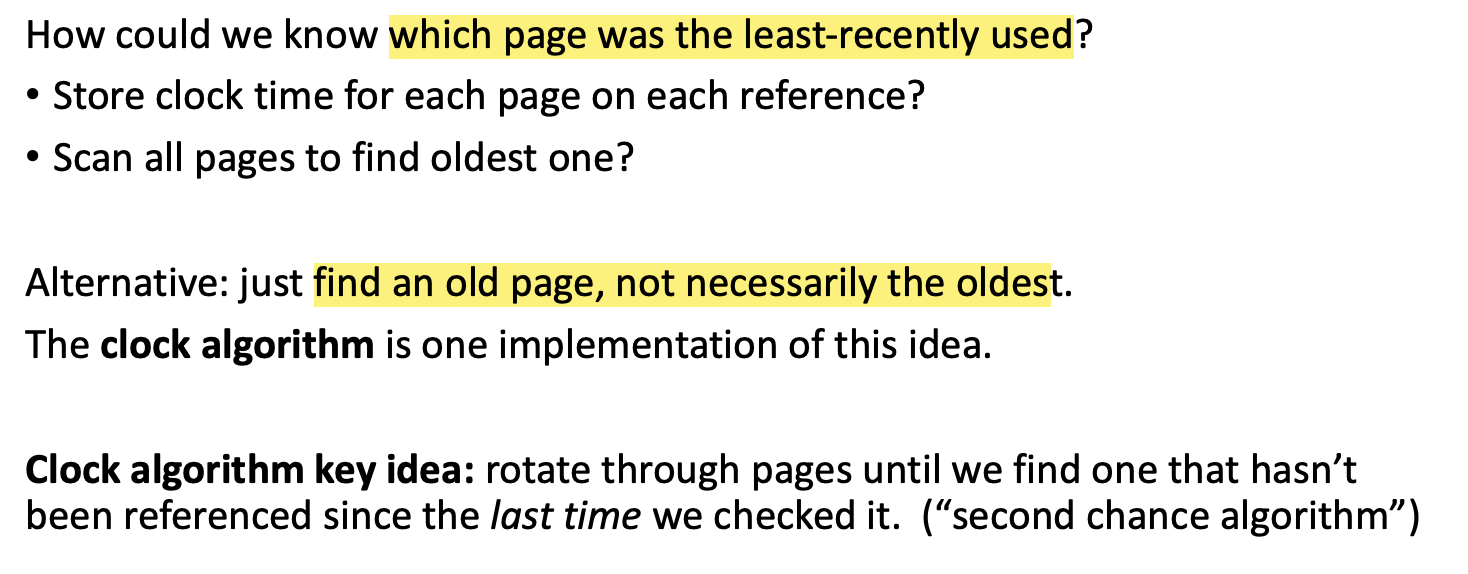 How could we know which page was the least-recently used?
• Store clock time for each page on each reference?
• Scan all pages to find oldest one?
Alternative: just find an old page, not necessarily the oldest.
The clock algorithm is one implementation of this idea.
Clock algorithm key idea: rotate through pages until we find one that hasn’t
been referenced since the last time we checked it.  (“second chance algorithm”)